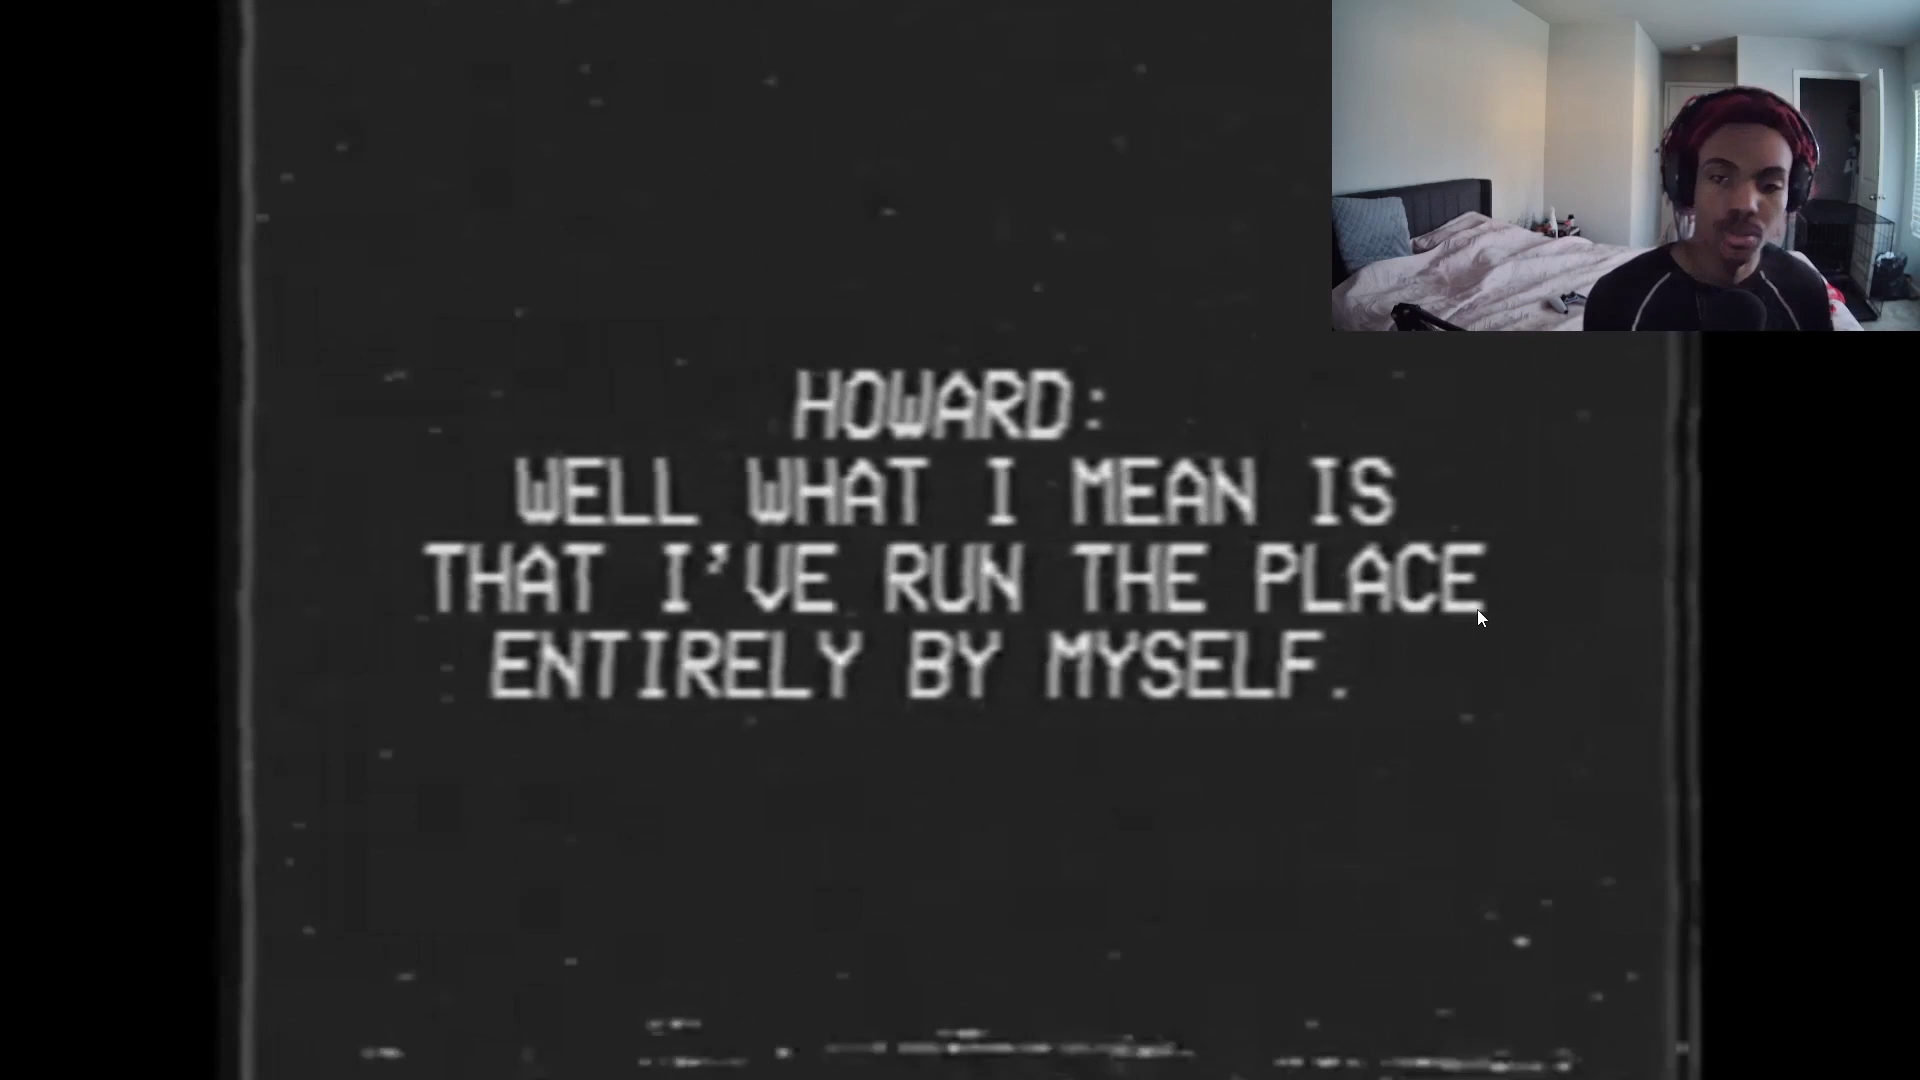 HOWARD:
WELL WHAT I MEAN IS
THAT I'VE RUN THE PLACE
ENTIRELY BY MYSELF.